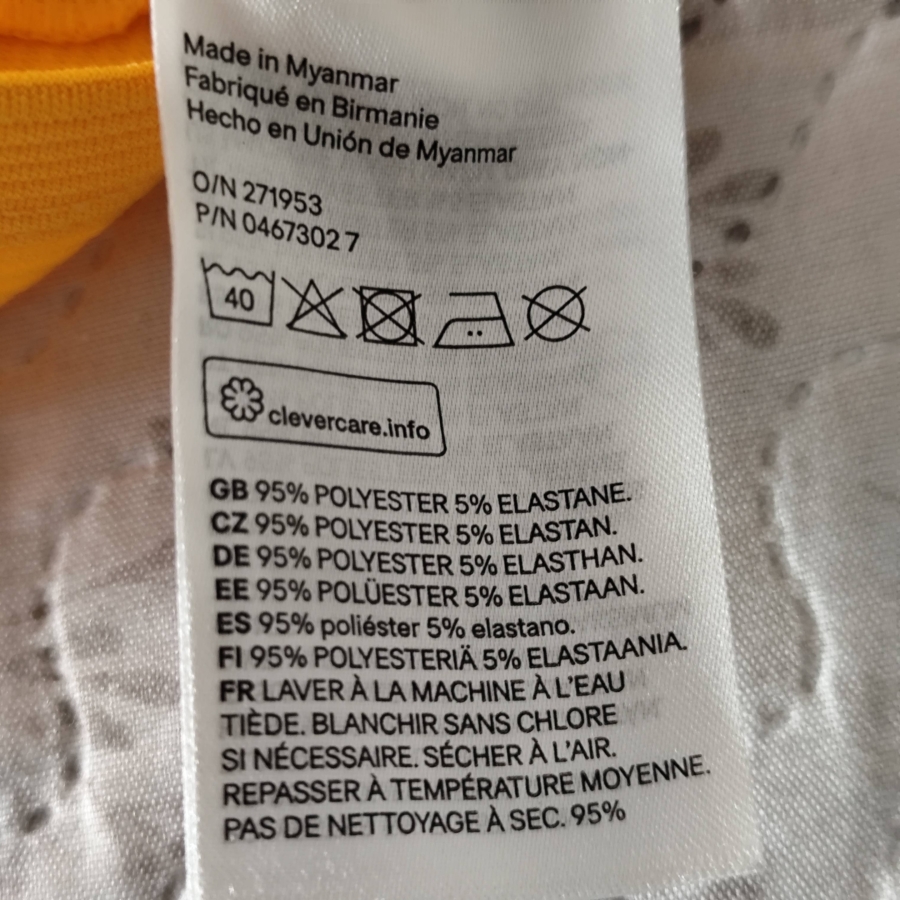 Made in Myanmar
Fabriqué en Birmanie
Hecho en Unión de Myanmar
O/N 271953
P/N 0467302 7
40
clevercare.info
GB 95% POLYESTER 5% ELASTANE.
CZ 95% POLYESTER 5% ELASTAN.
DE 95% POLYESTER 5% ELASTHAN.
EE 95% POLÜESTER 5% ELASTAAN.
ES 95% poliéster 5% elastano.
FI 95% POLYESTERIÄ 5% ELASTAANIA.
FR LAVER À LA MACHINE À L'EAU
TIÈDE. BLANCHIR SANS CHLORE
SI NÉCESSAIRE. SÉCHER À L'AIR.
REPASSER À TEMPÉRATURE MOYENNE.
PAS DE NETTOYAGE À SEC. 95%